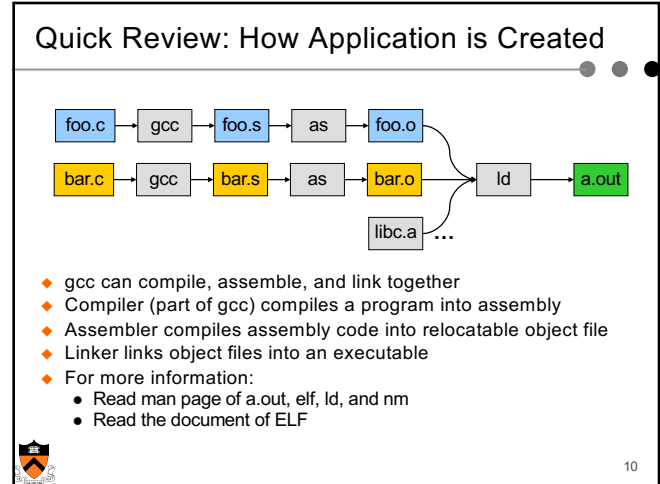 Quick Review: How Application is Created
foo.c gcc foo.s as foo.o
bar.c gcc bar.s as bar.o ld a.out
libc.a ...
gcc can compile, assemble, and link together
Compiler (part of gcc) compiles a program into assembly
Assembler compiles assembly code into relocatable object file
Linker links object files into an executable
For more information:
Read man page of a.out, elf, ld, and nm
Read the document of ELF
10